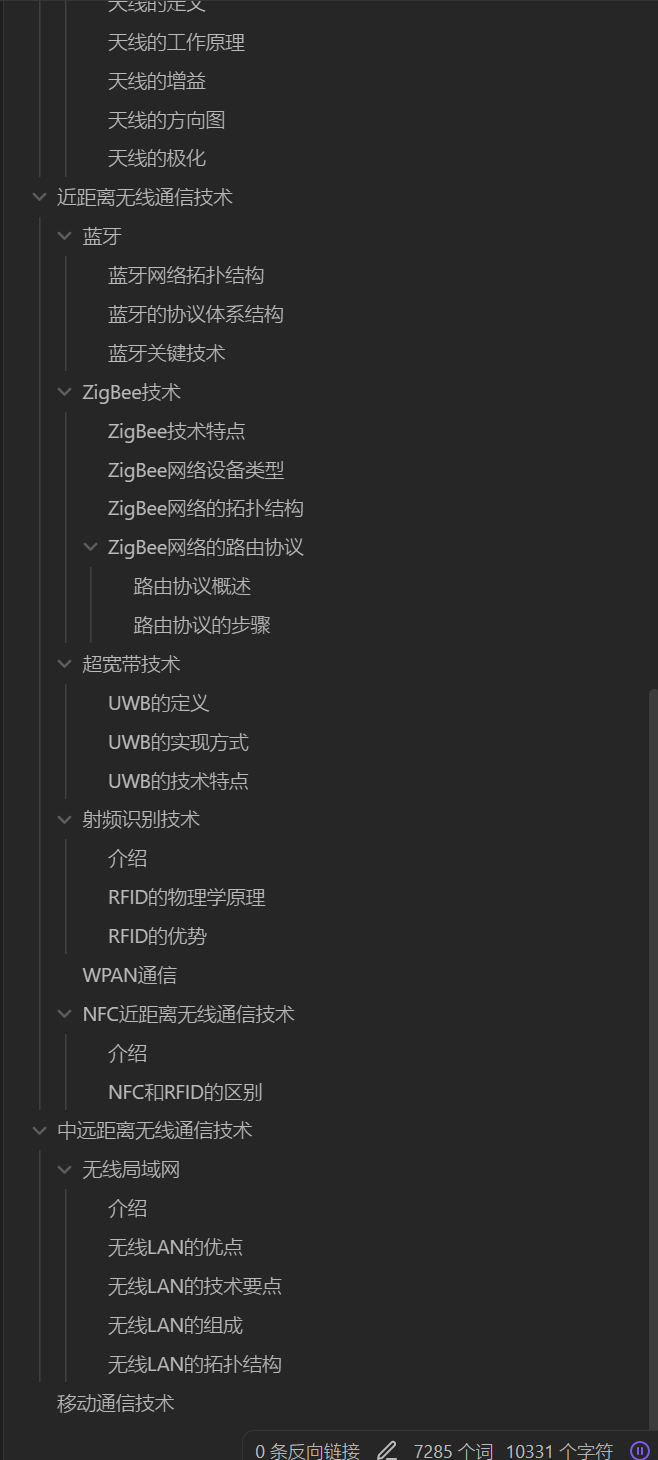 天线的定义
天线的工作原理
天线的增益
天线的方向图
天线的极化
近距离无线通信技术
蓝牙
蓝牙网络拓扑结构
蓝牙的协议体系结构
蓝牙关键技术
ZigBee技术
ZigBee技术特点
ZigBee网络设备类型
ZigBee网络的拓扑结构
ZigBee网络的路由协议
路由协议概述
路由协议的步骤
超宽带技术
UWB的定义
UWB的实现方式
UWB的技术特点
射频识别技术
介绍
RFID的物理学原理
RFID的优势
WPAN通信
NFC近距离无线通信技术
介绍
NFC和RFID的区别
中远距离无线通信技术
无线局域网
介绍
无线LAN的优点
无线LAN的技术要点
无线LAN的组成
无线LAN的拓扑结构
移动通信技术
0 条反向链接 7285 个词 10331 个字符